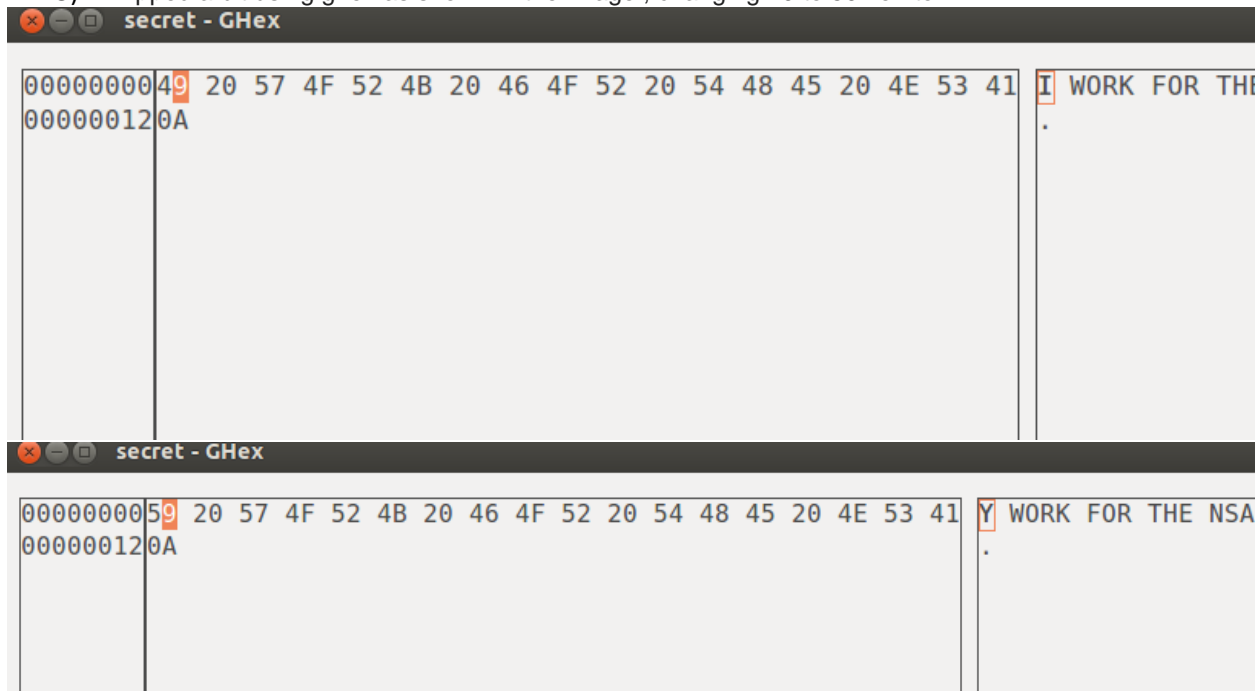 secret - GHex
00000000 49 20 57 4F 52 4B 20 46 4F 52 20 54 48 45 20 4E 53 41 I WORK FOR THE
00000012 0A .
secret - GHex
00000000 59 20 57 4F 52 4B 20 46 4F 52 20 54 48 45 20 4E 53 41 Y WORK FOR THE NSA
00000012 0A .